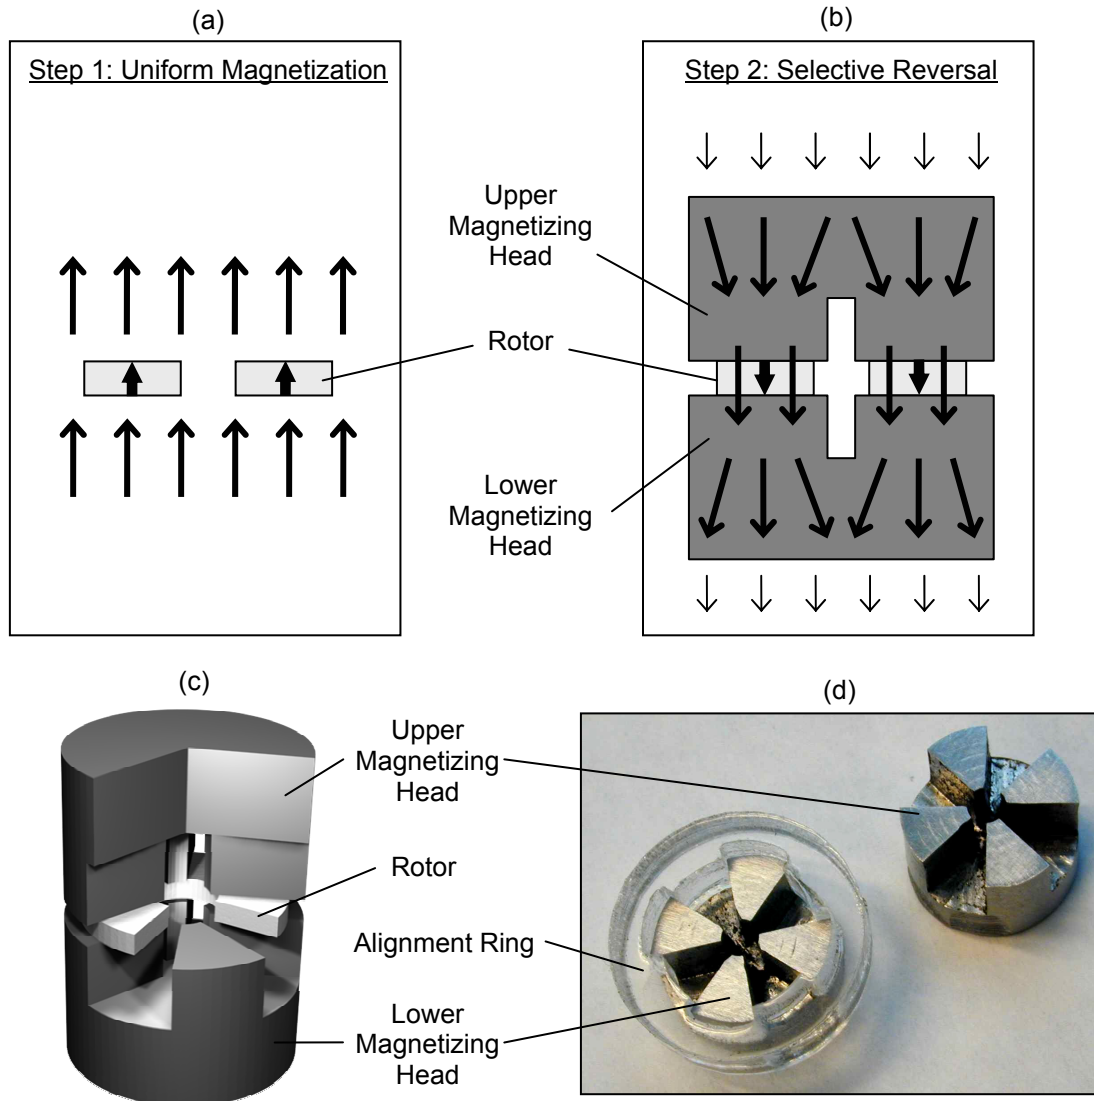 (a)
Step 1: Uniform Magnetization
(b)
Step 2: Selective Reversal
Upper
Magnetizing
Head
Rotor
Lower
Magnetizing
Head
(c)
(d)
Upper
Magnetizing
Head
Rotor
Alignment Ring
Lower
Magnetizing
Head